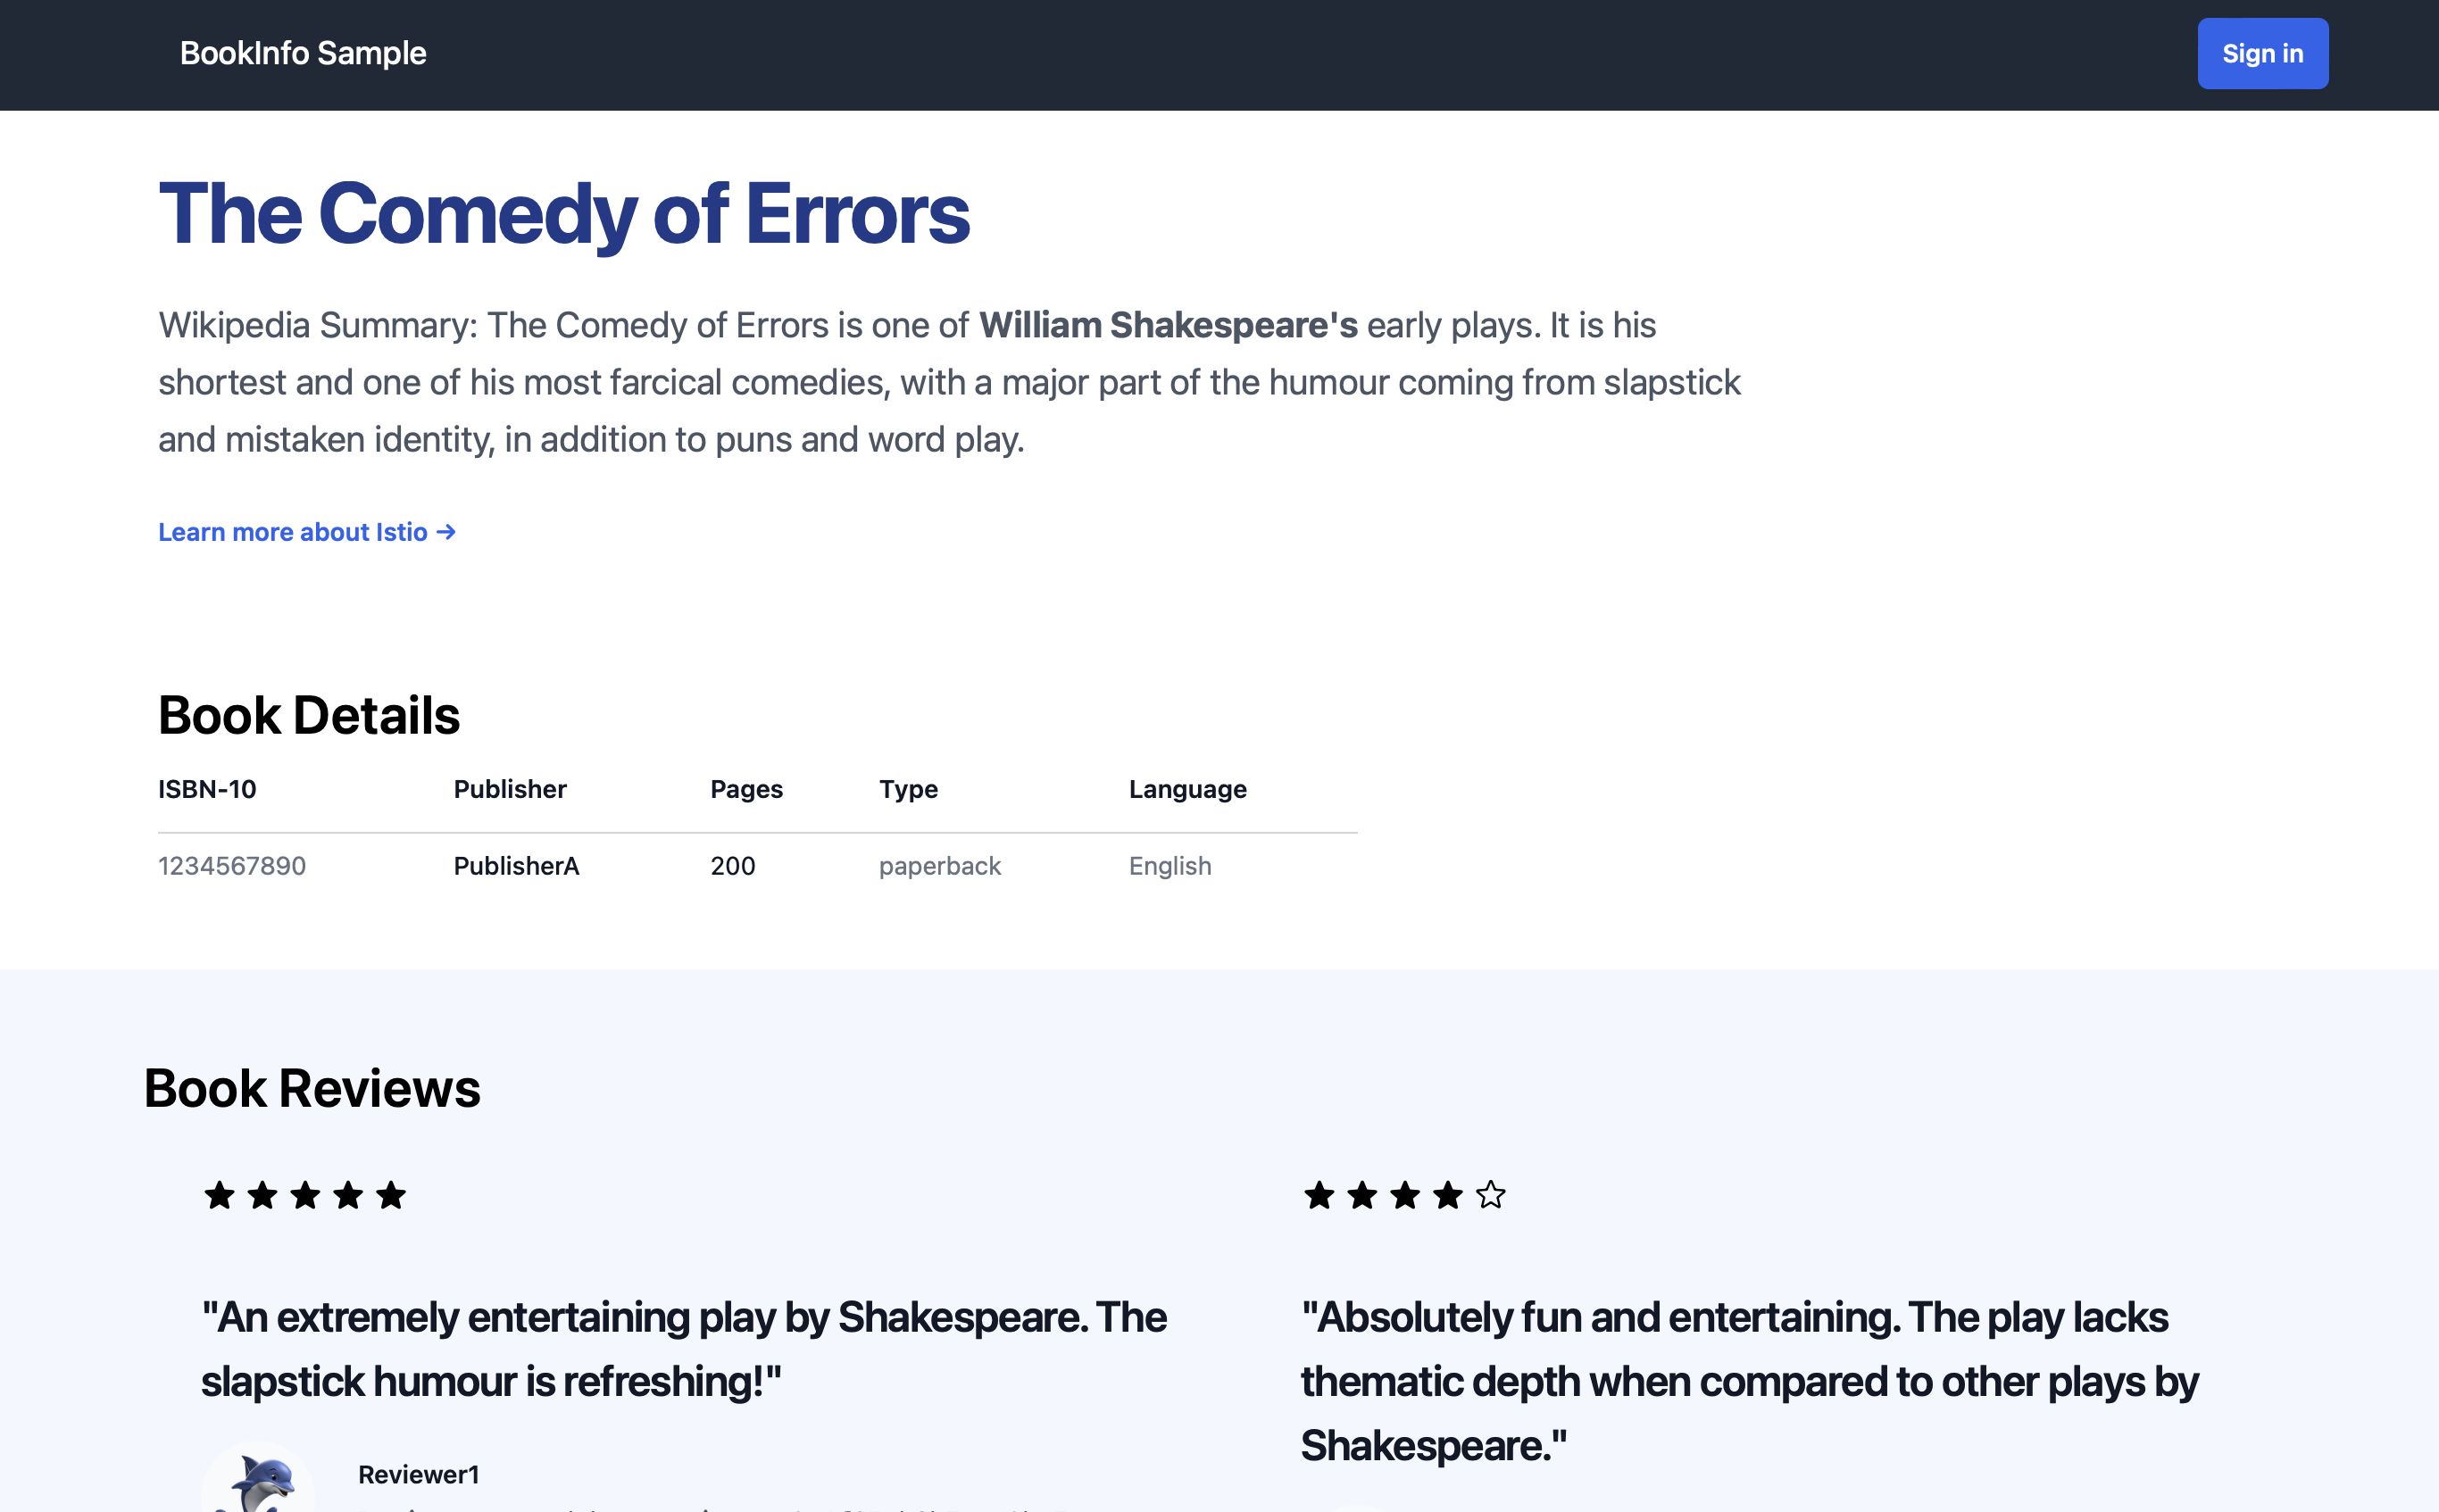 BookInfo Sample
Sign in
The Comedy of Errors
Wikipedia Summary: The Comedy of Errors is one of William Shakespeare's early plays. It is his
shortest and one of his most farcical comedies, with a major part of the humour coming from slapstick
and mistaken identity, in addition to puns and word play.
Learn more about Istio →
Book Details
ISBN-10 Publisher Pages Type Language
1234567890 PublisherA 200 paperback English
Book Reviews
"An extremely entertaining play by Shakespeare. The
slapstick humour is refreshing!"
Reviewer1
"Absolutely fun and entertaining. The play lacks
thematic depth when compared to other plays by
Shakespeare."